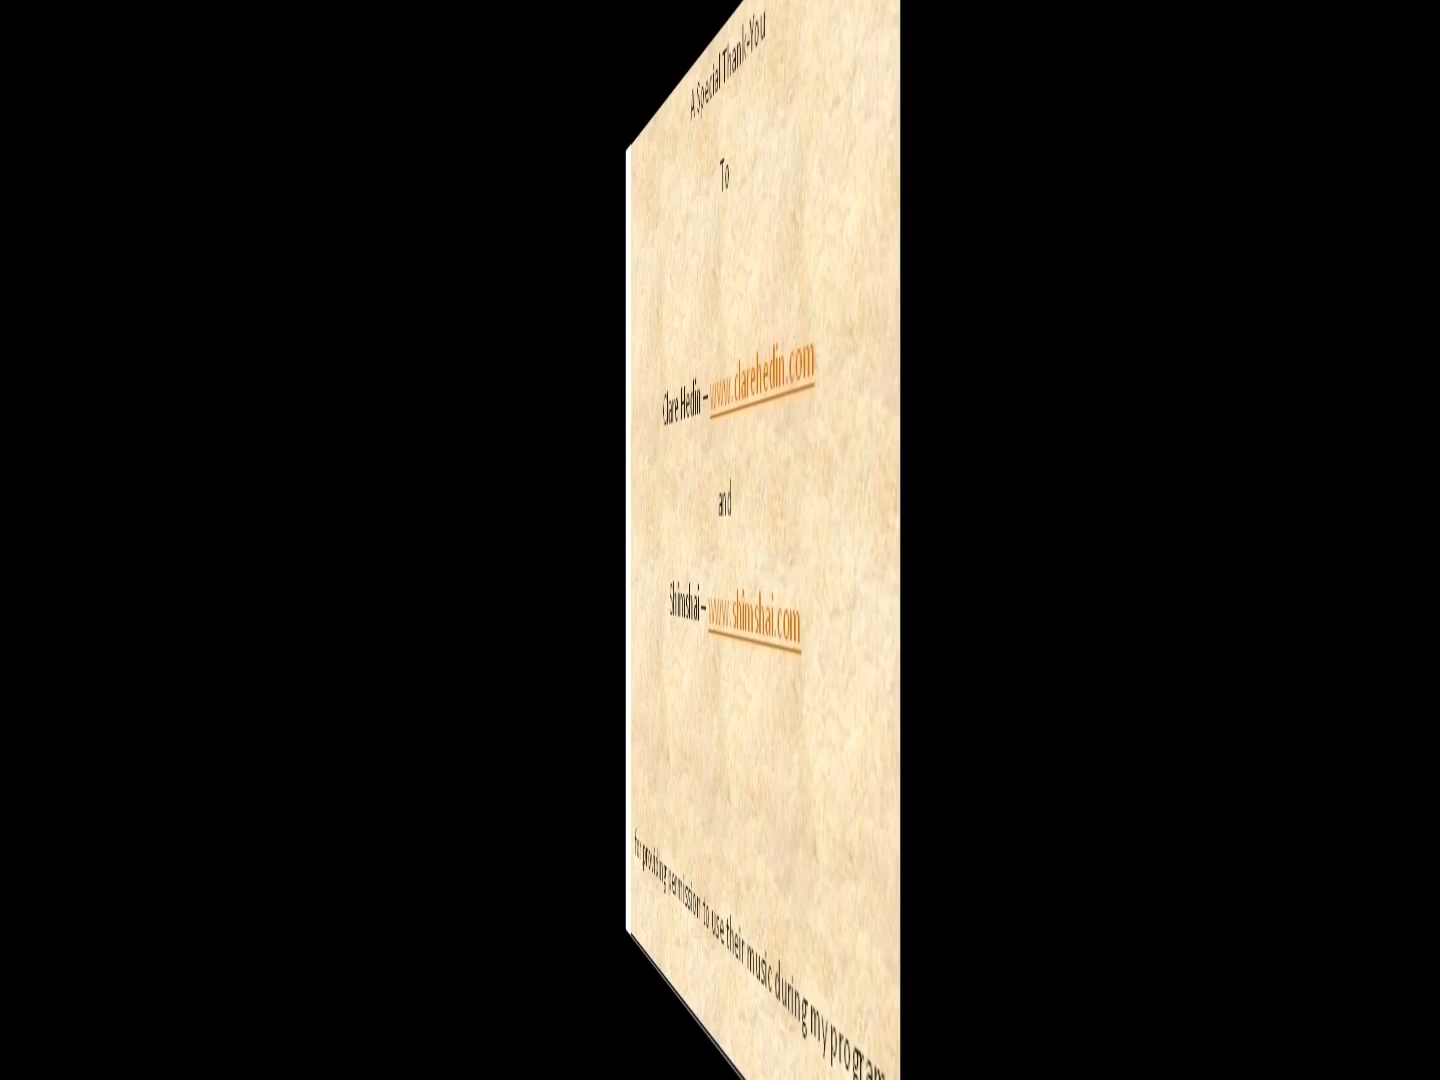 A Special Thank-You
To
Clare Hedin – www.clarehedin.com
and
Shimshai – www.shimshai.com
for providing permission to use their music during my program